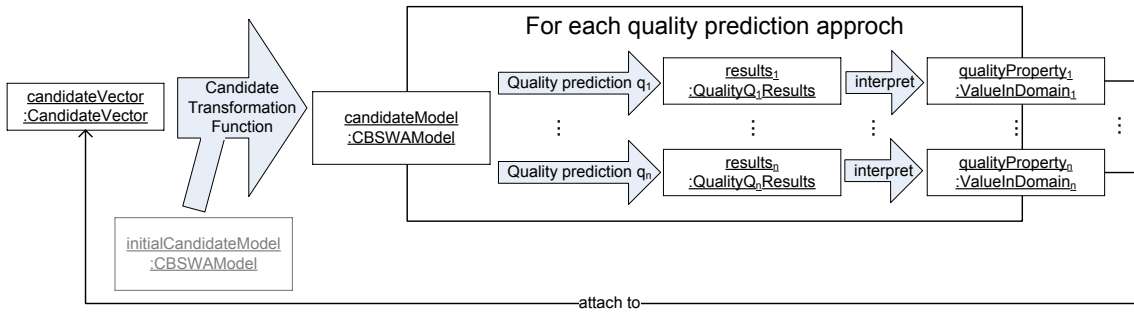 For each quality prediction approch
candidateVector
:CandidateVector
Candidate
Transformation
Function
initialCandidateModel
:CBSWAModel
candidateModel
:CBSWAModel
Quality prediction q1
results1
:QualityQ1Results
interpret
qualityProperty1
:ValueInDomain1
⋮ ⋮ ⋮ ⋮ ⋮
Quality prediction qn
resultsn
:QualityQnResults
interpret
qualityPropertyn
:ValueInDomainn
attach to